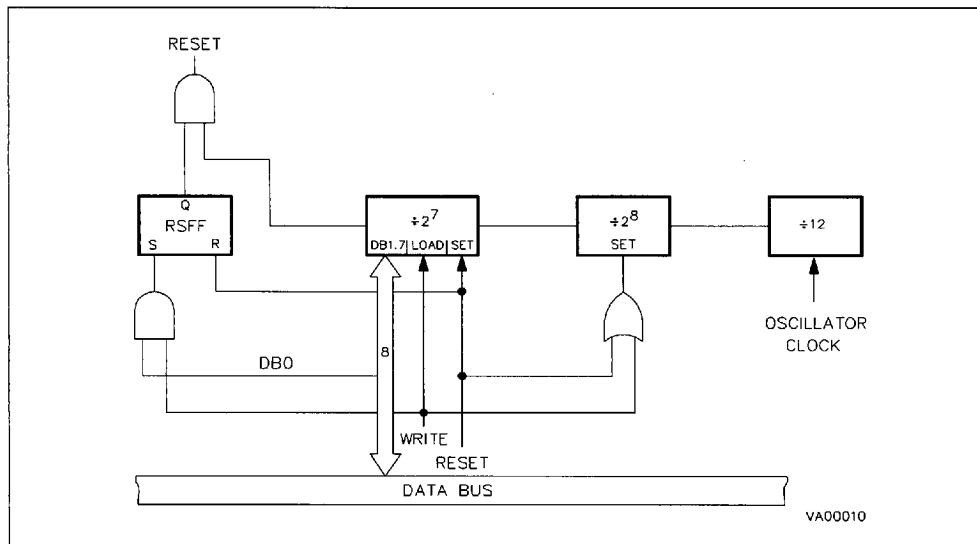 RESET
Q
RSFF
S R
÷2⁷
DB1.7 LOAD SET
÷2⁸
SET
÷12
OSCILLATOR
CLOCK
DB0
8
WRITE
RESET
DATA BUS
VA00010